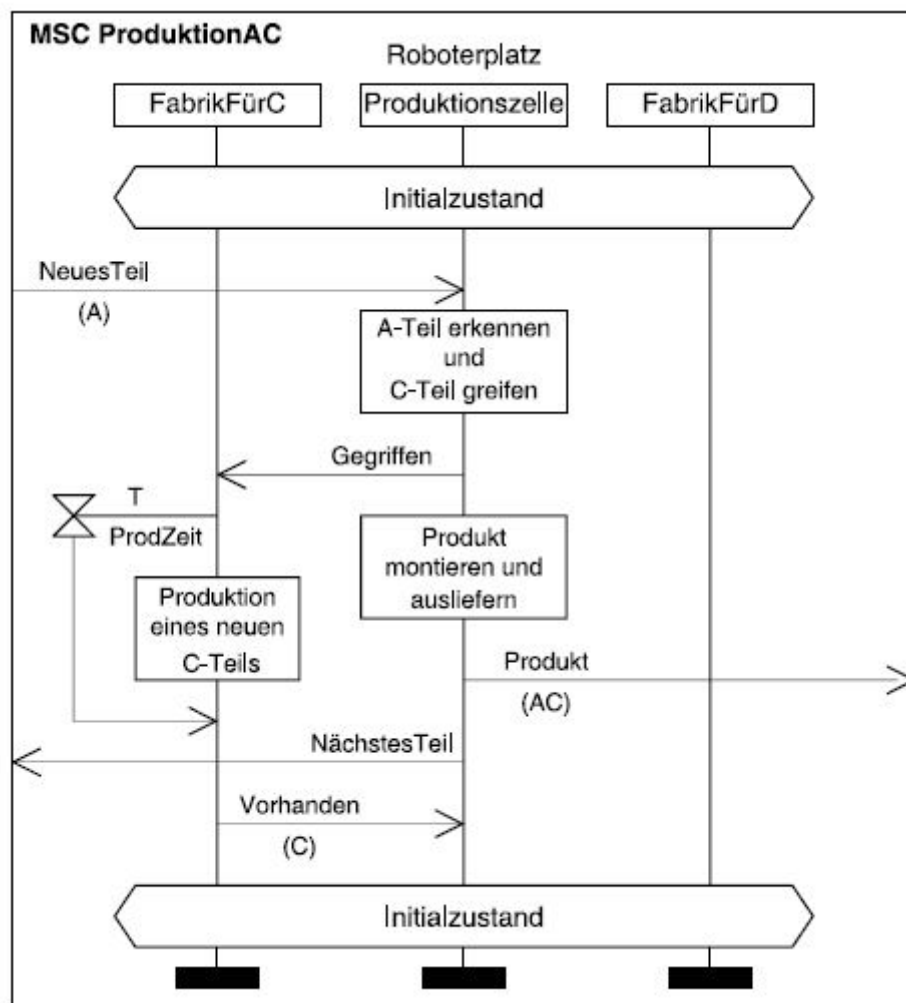 MSC ProduktionAC
Roboterplatz
FabrikFürC
Produktionszelle
FabrikFürD
Initialzustand
NeuesTeil
(A)
A-Teil erkennen
und
C-Teil greifen
Gegriffen
T
ProdZeit
Produkt
montieren und
ausliefern
Produktion
eines neuen
C-Teils
Produkt
(AC)
NächstesTeil
Vorhanden
(C)
Initialzustand